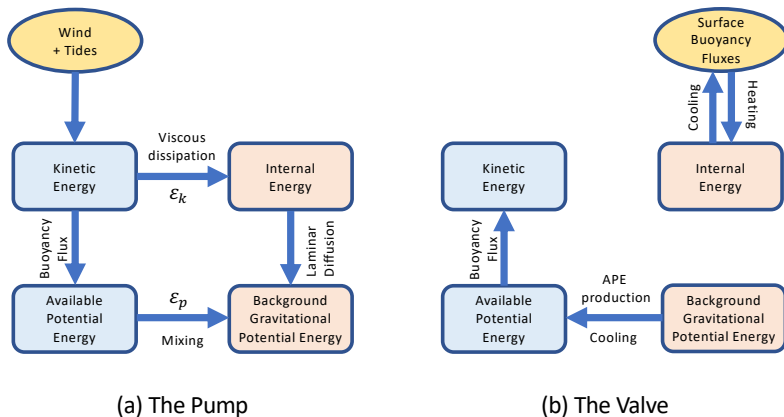 Wind
+ Tides
Kinetic
Energy
Viscous
dissipation
ℰk
Internal
Energy
Buoyancy
Flux
Laminar
Diffusion
Available
Potential
Energy
ℰp
Mixing
Background
Gravitational
Potential Energy
(a) The Pump
Surface
Buoyancy
Fluxes
Cooling
Heating
Kinetic
Energy
Internal
Energy
Buoyancy
Flux
Available
Potential
Energy
APE
production
Cooling
Background
Gravitational
Potential Energy
(b) The Valve